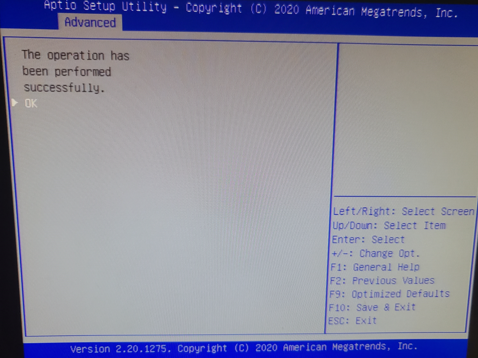 Aptio Setup Utility – Copyright (C) 2020 American Megatrends, Inc.
Advanced
The operation has
been performed
successfully.
OK
Left/Right: Select Screen
Up/Down: Select Item
Enter: Select
+/-: Change Opt.
F1: General Help
F2: Previous Values
F9: Optimized Defaults
F10: Save & Exit
ESC: Exit
Version 2.20.1275. Copyright (C) 2020 American Megatrends, Inc.